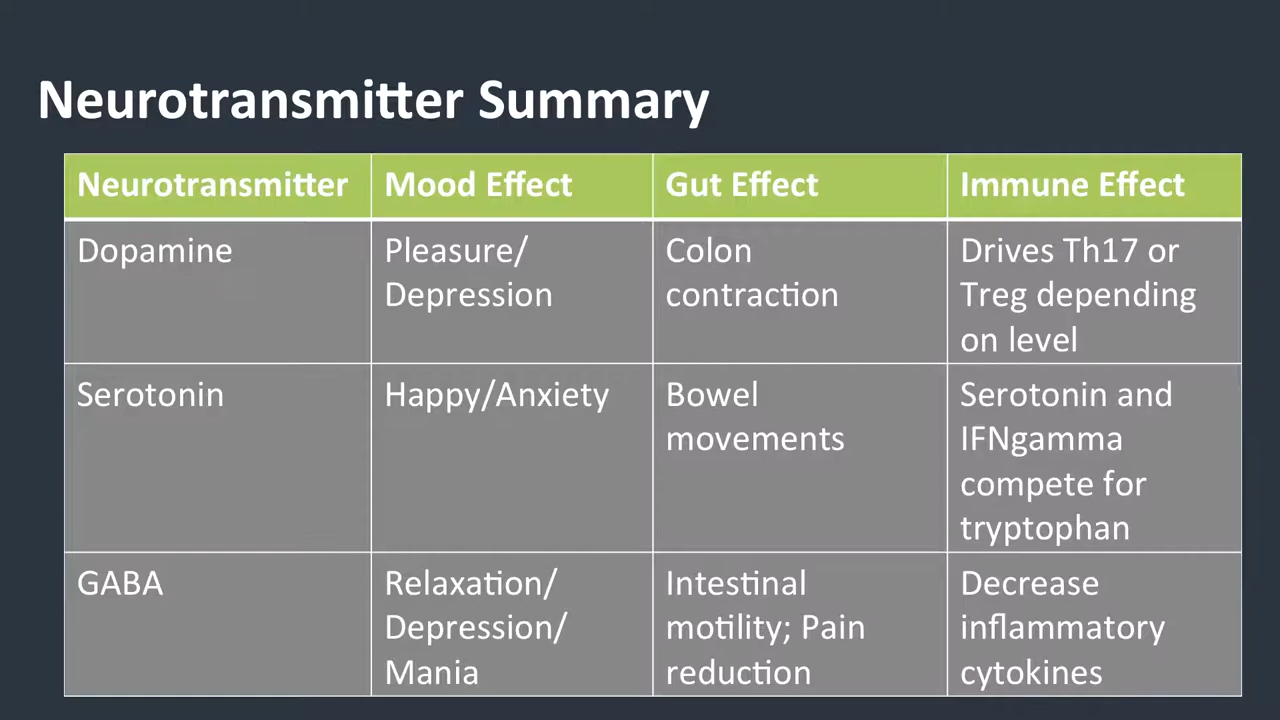 Neurotransmitter Summary
Neurotransmitter Mood Effect Gut Effect Immune Effect
Dopamine
Pleasure/
Depression
Colon
contraction
Drives Th17 or
Treg depending
on level
Serotonin
Happy/Anxiety
Bowel
movements
Serotonin and
IFNgamma
compete for
tryptophan
GABA
Relaxation/
Depression/
Mania
Intestinal
motility; Pain
reduction
Decrease
inflammatory
cytokines